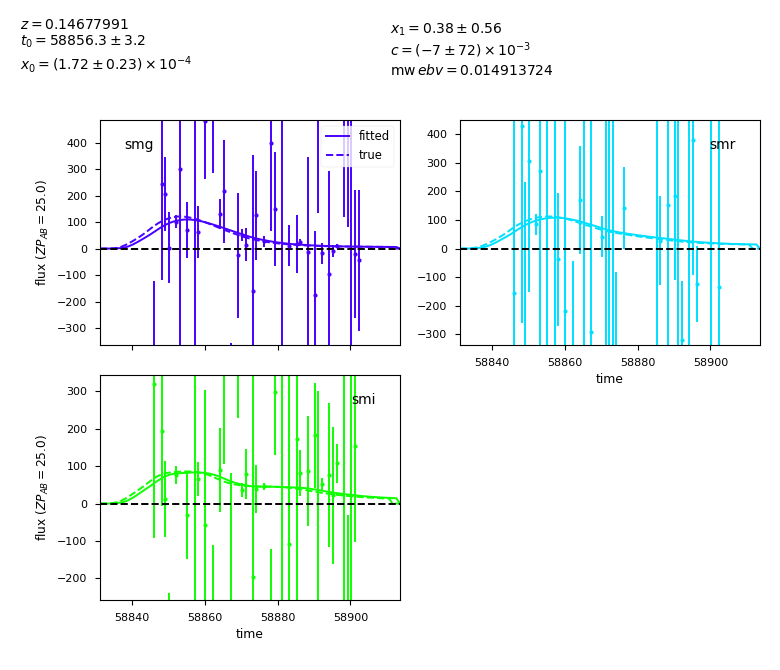 z = 0.14677991
t₀ = 58856.3 ± 3.2
x₀ = (1.72 ± 0.23) × 10⁻⁴
x₁ = 0.38 ± 0.56
c = (−7 ± 72) × 10⁻³
mw ebv = 0.014913724
smg
fitted
true
flux (ZP_AB = 25.0)
400
300
200
100
0
−100
−200
−300
smr
400
300
200
100
0
−100
−200
−300
58840 58860 58880 58900
time
smi
flux (ZP_AB = 25.0)
300
200
100
0
−100
−200
58840 58860 58880 58900
time